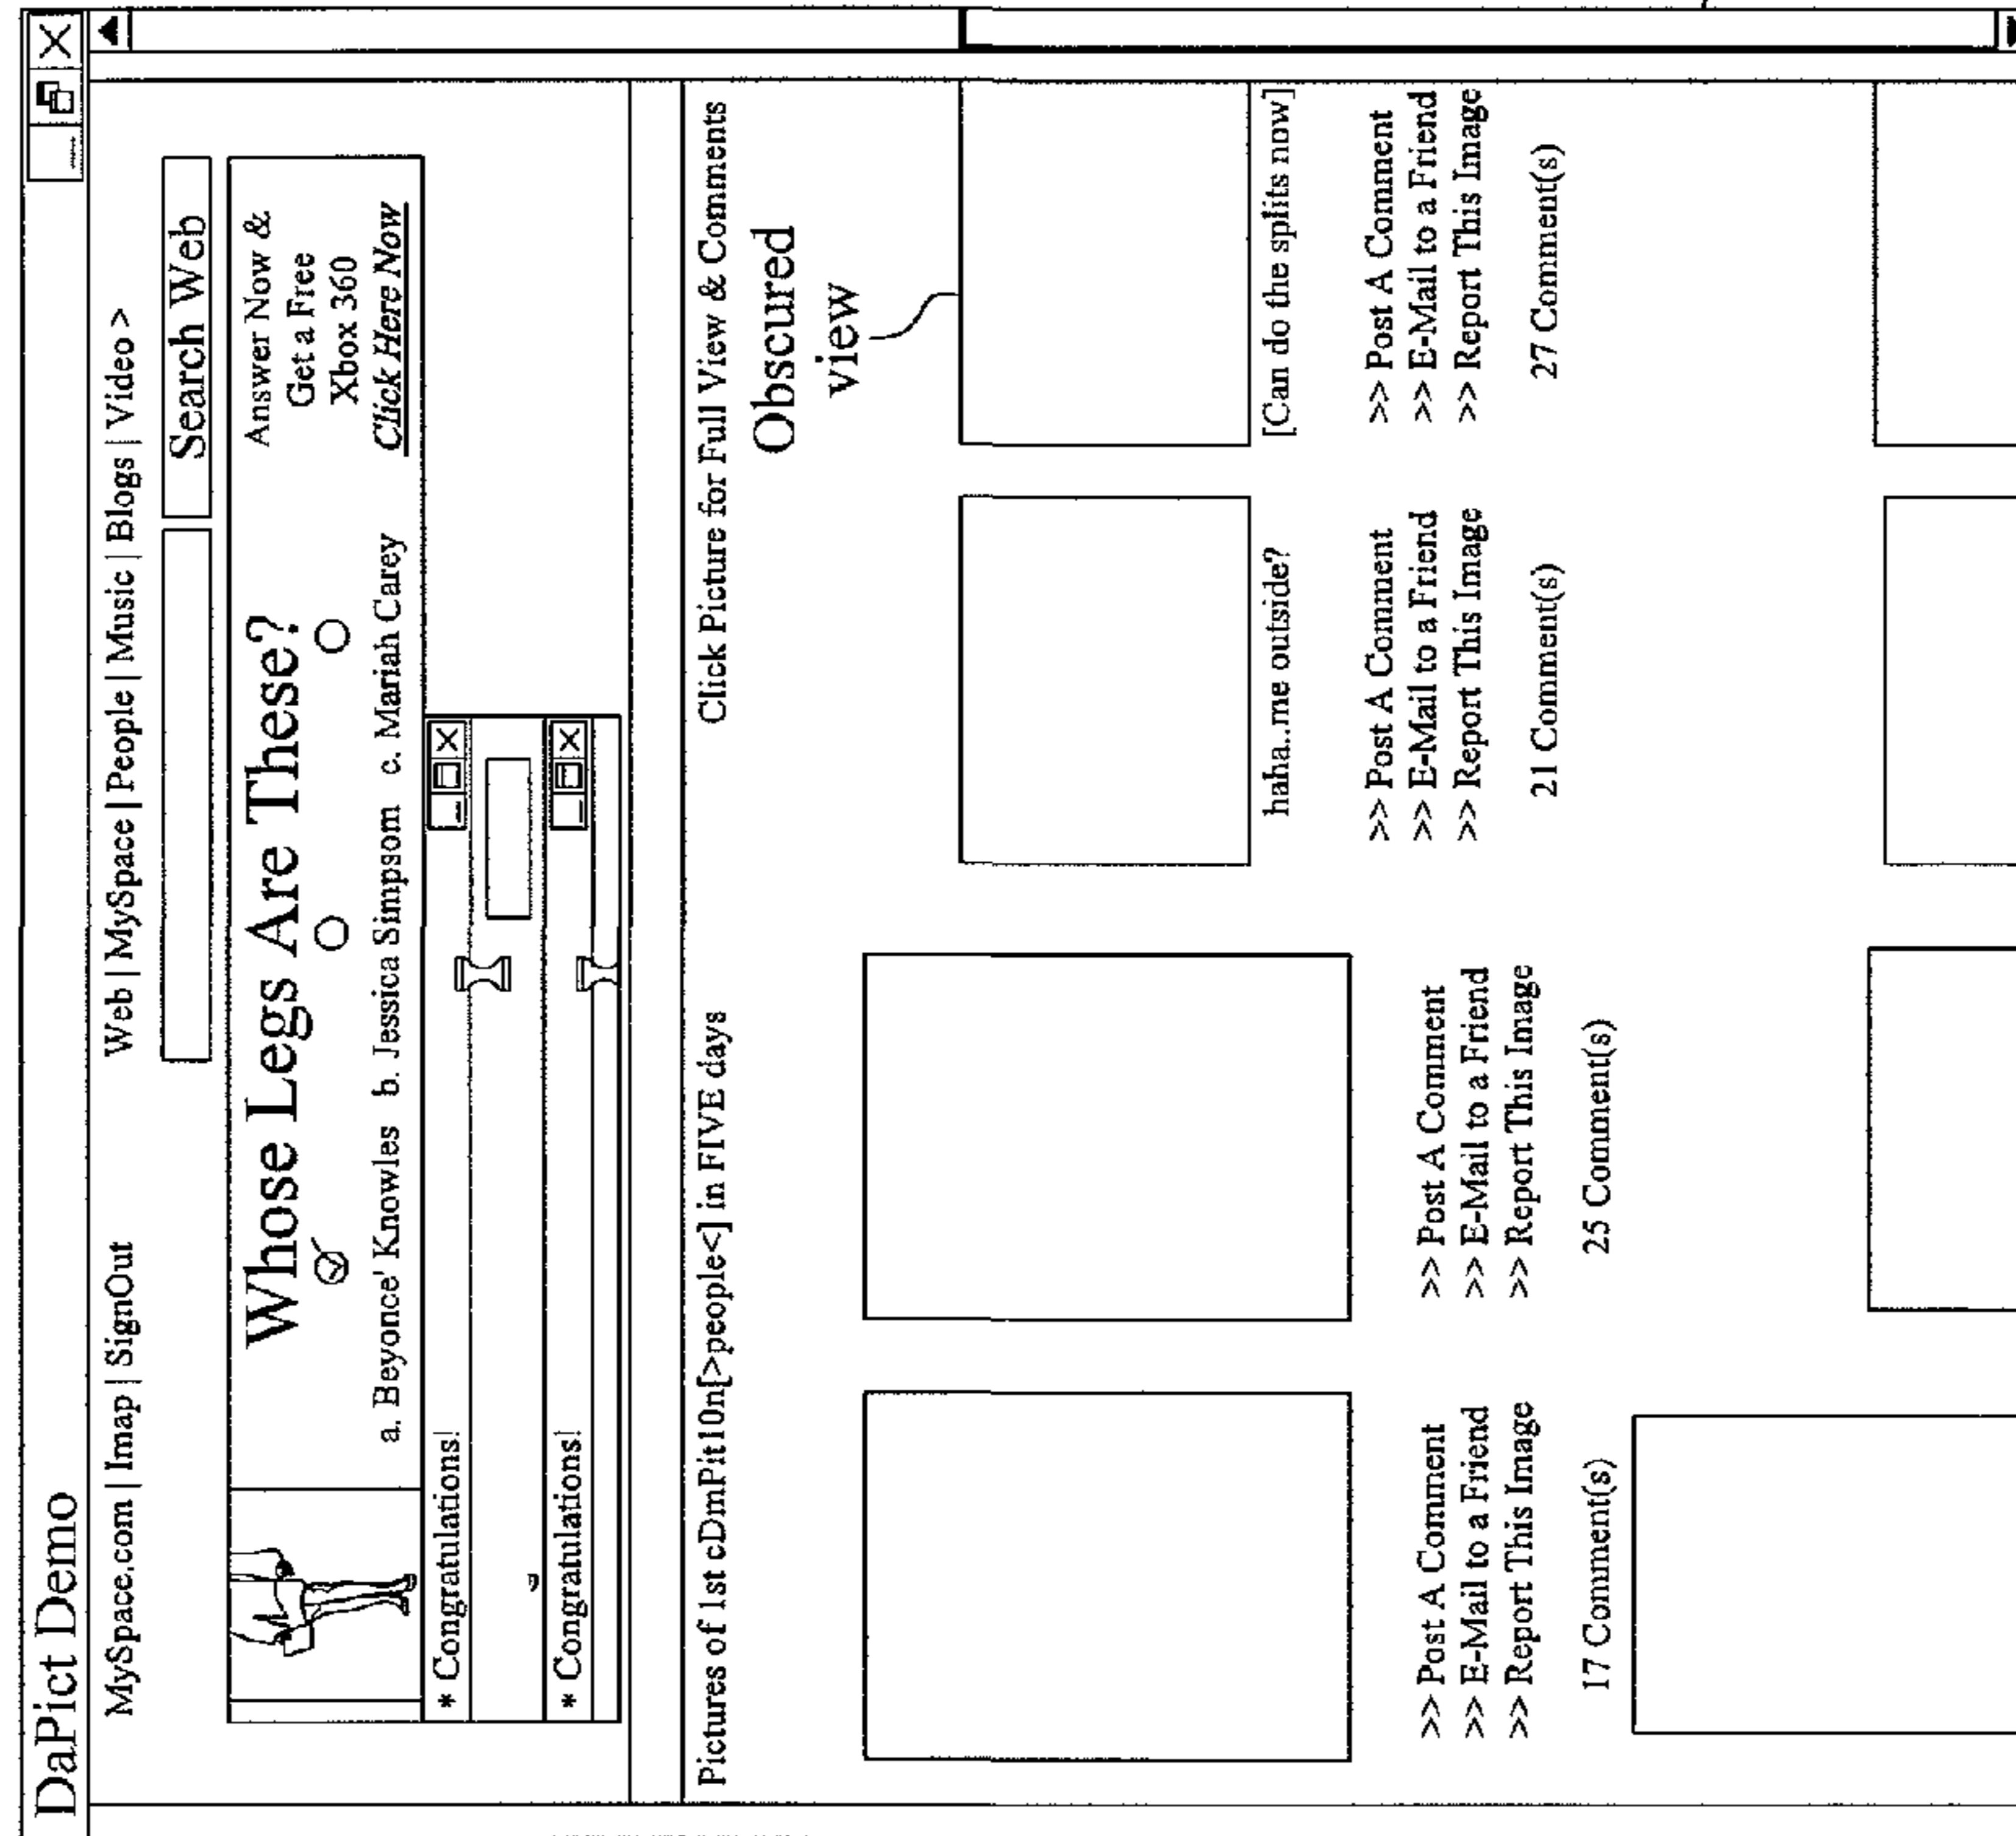 DaPict Demo
MySpace.com | Imap | SignOut
Web | MySpace | People | Music | Blogs | Video >
Search Web
Whose Legs Are These?
a. Beyonce' Knowles b. Jessica Simpsom c. Mariah Carey
Answer Now &
Get a Free
Xbox 360
Click Here Now
* Congratulations!
* Congratulations!
Pictures of 1st cDmPit10n[>people<] in FIVE days
Click Picture for Full View & Comments
Obscured
view
>> Post A Comment
>> E-Mail to a Friend
>> Report This Image
17 Comment(s)
>> Post A Comment
>> E-Mail to a Friend
>> Report This Image
25 Comment(s)
haha..me outside?
>> Post A Comment
>> E-Mail to a Friend
>> Report This Image
21 Comment(s)
[Can do the splits now]
>> Post A Comment
>> E-Mail to a Friend
>> Report This Image
27 Comment(s)